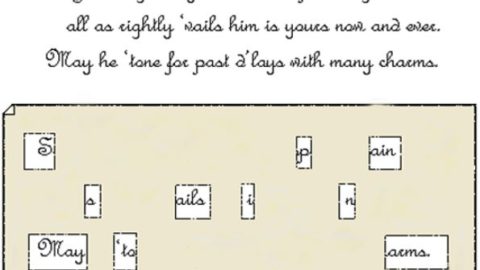 all as rightly 'vails him is yours now and ever.
May he 'tone for past d'lays with many charms.
S p ain
s ails i n
May 'to arms.